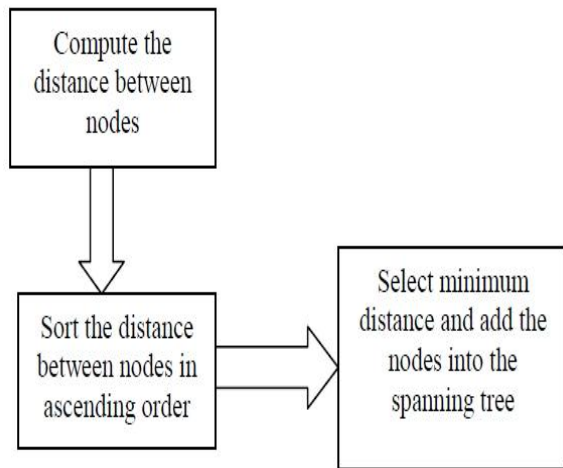 Compute the
distance between
nodes
Sort the distance
between nodes in
ascending order
Select minimum
distance and add the
nodes into the
spanning tree